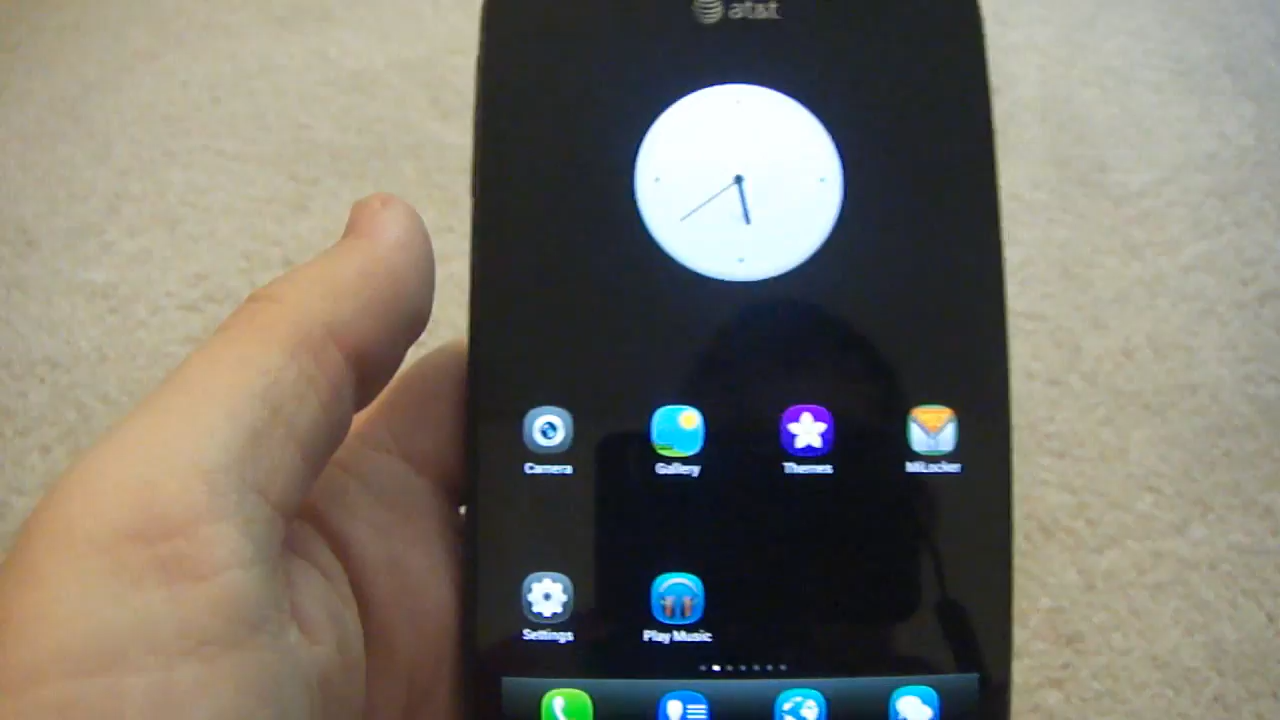 at&t
Camera
Gallery
Themes
MiLocker
Settings
Play Music